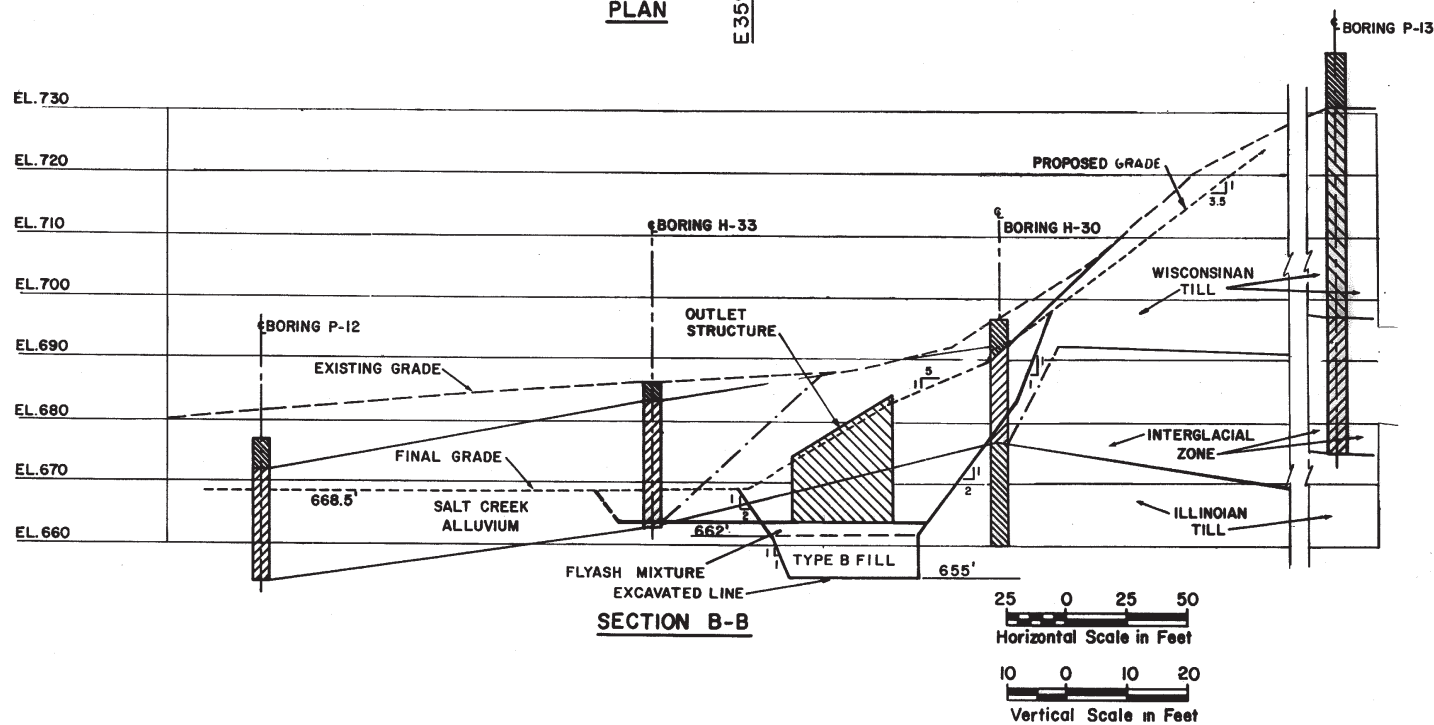 PLAN
E 35
℄ BORING P-13
EL.730
EL.720
PROPOSED GRADE
1
3.5
EL.710
℄ BORING H-33
℄ BORING H-30
EL.700
WISCONSINAN
TILL
OUTLET
STRUCTURE
℄ BORING P-12
EL.690
EXISTING GRADE
5
1
1
1
EL.680
INTERGLACIAL
ZONE
FINAL GRADE
EL.670
668.5'
SALT CREEK
ALLUVIUM
1
2
1
2
ILLINOIAN
TILL
EL.660
662'
1
1
TYPE B FILL
655'
FLYASH MIXTURE
EXCAVATED LINE
SECTION B-B
25 0 25 50
Horizontal Scale in Feet
10 0 10 20
Vertical Scale in Feet